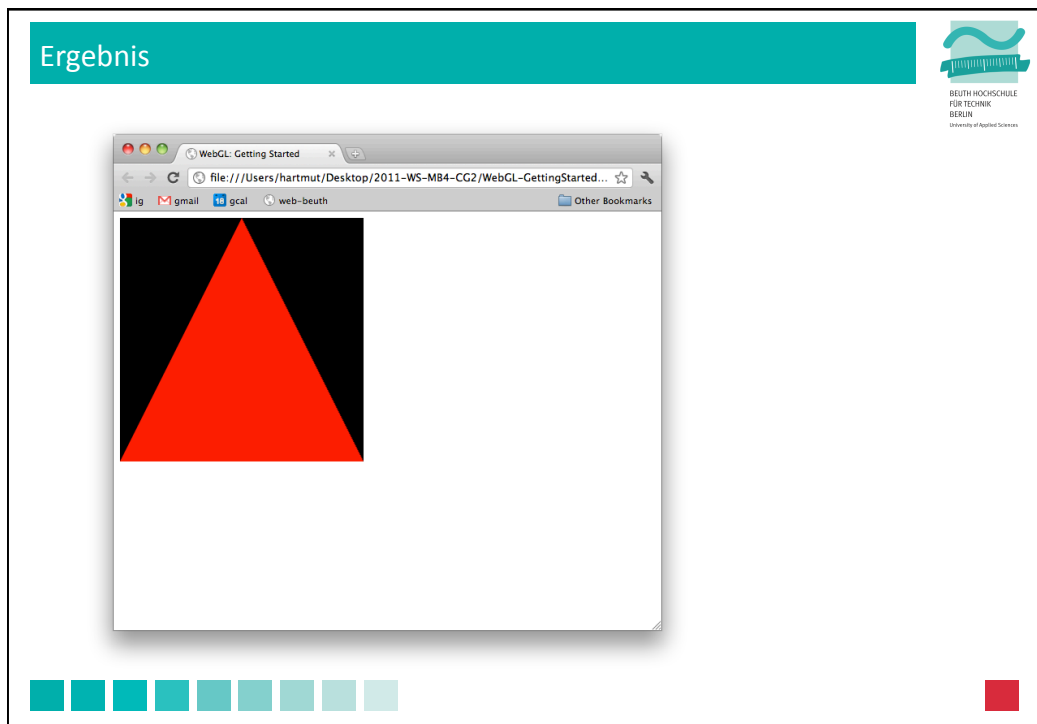 Ergebnis
BEUTH HOCHSCHULE
FÜR TECHNIK
BERLIN
University of Applied Sciences
WebGL: Getting Started
file:///Users/hartmut/Desktop/2011-WS-MB4-CG2/WebGL-GettingStarted...
ig gmail 18 gcal web-beuth Other Bookmarks